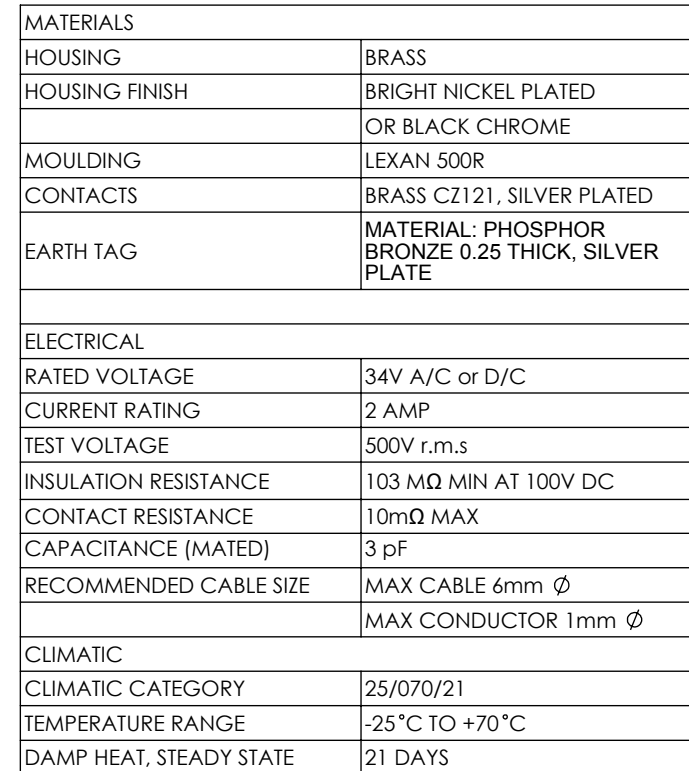 MATERIALS
HOUSING BRASS
HOUSING FINISH BRIGHT NICKEL PLATED
OR BLACK CHROME
MOULDING LEXAN 500R
CONTACTS BRASS CZ121, SILVER PLATED
EARTH TAG MATERIAL: PHOSPHOR
BRONZE 0.25 THICK, SILVER
PLATE
ELECTRICAL
RATED VOLTAGE 34V A/C or D/C
CURRENT RATING 2 AMP
TEST VOLTAGE 500V r.m.s
INSULATION RESISTANCE 103 MΩ MIN AT 100V DC
CONTACT RESISTANCE 10mΩ MAX
CAPACITANCE (MATED) 3 pF
RECOMMENDED CABLE SIZE MAX CABLE 6mm ∅
MAX CONDUCTOR 1mm ∅
CLIMATIC
CLIMATIC CATEGORY 25/070/21
TEMPERATURE RANGE -25°C TO +70°C
DAMP HEAT, STEADY STATE 21 DAYS